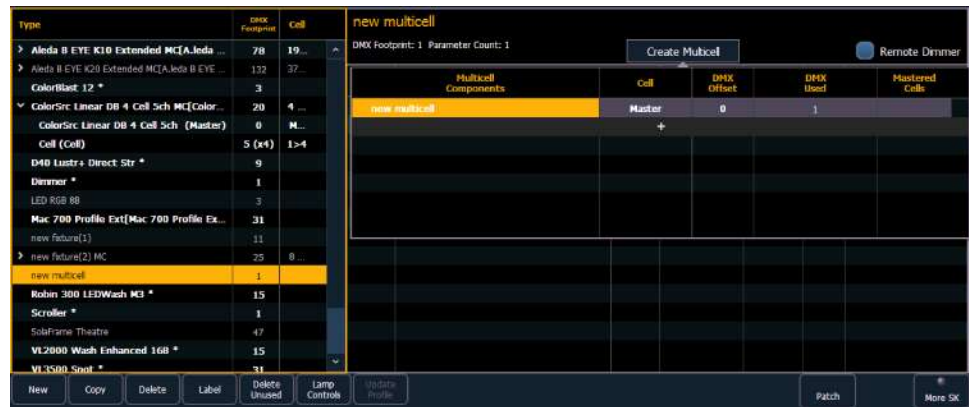 Type DMX Footprint Cell
> Aleda B EYE K10 Extended MC[A.leda ... 78 19...
> Aleda B EYE K20 Extended MC[A.leda B EYE ... 132 37...
ColorBlast 12 * 3
ColorSrc Linear DB 4 Cell 5ch MC[Color... 20 4 ...
ColorSrc Linear DB 4 Cell 5ch (Master) 0 M...
Cell (Cell) 5 (x4) 1>4
D40 Lustr+ Direct Str * 9
Dimmer * 1
LED RGB 88 3
Mac 700 Profile Ext[Mac 700 Profile Ex... 31
new fixture(1) 11
> new fixture(2) MC 25 8 ...
new multicell 1
Robin 300 LEDWash M3 * 15
Scroller * 1
SolaFrame Theatre 47
VL2000 Wash Enhanced 16B * 15
VL3500 Spot * 31
new multicell
DMX Footprint: 1 Parameter Count: 1
Create Multicell
Remote Dimmer
Multicell Components Cell DMX Offset DMX Used Mastered Cells
new multicell Master 0 1
+
New Copy Delete Label Delete Unused Lamp Controls Update Profile Patch More SK